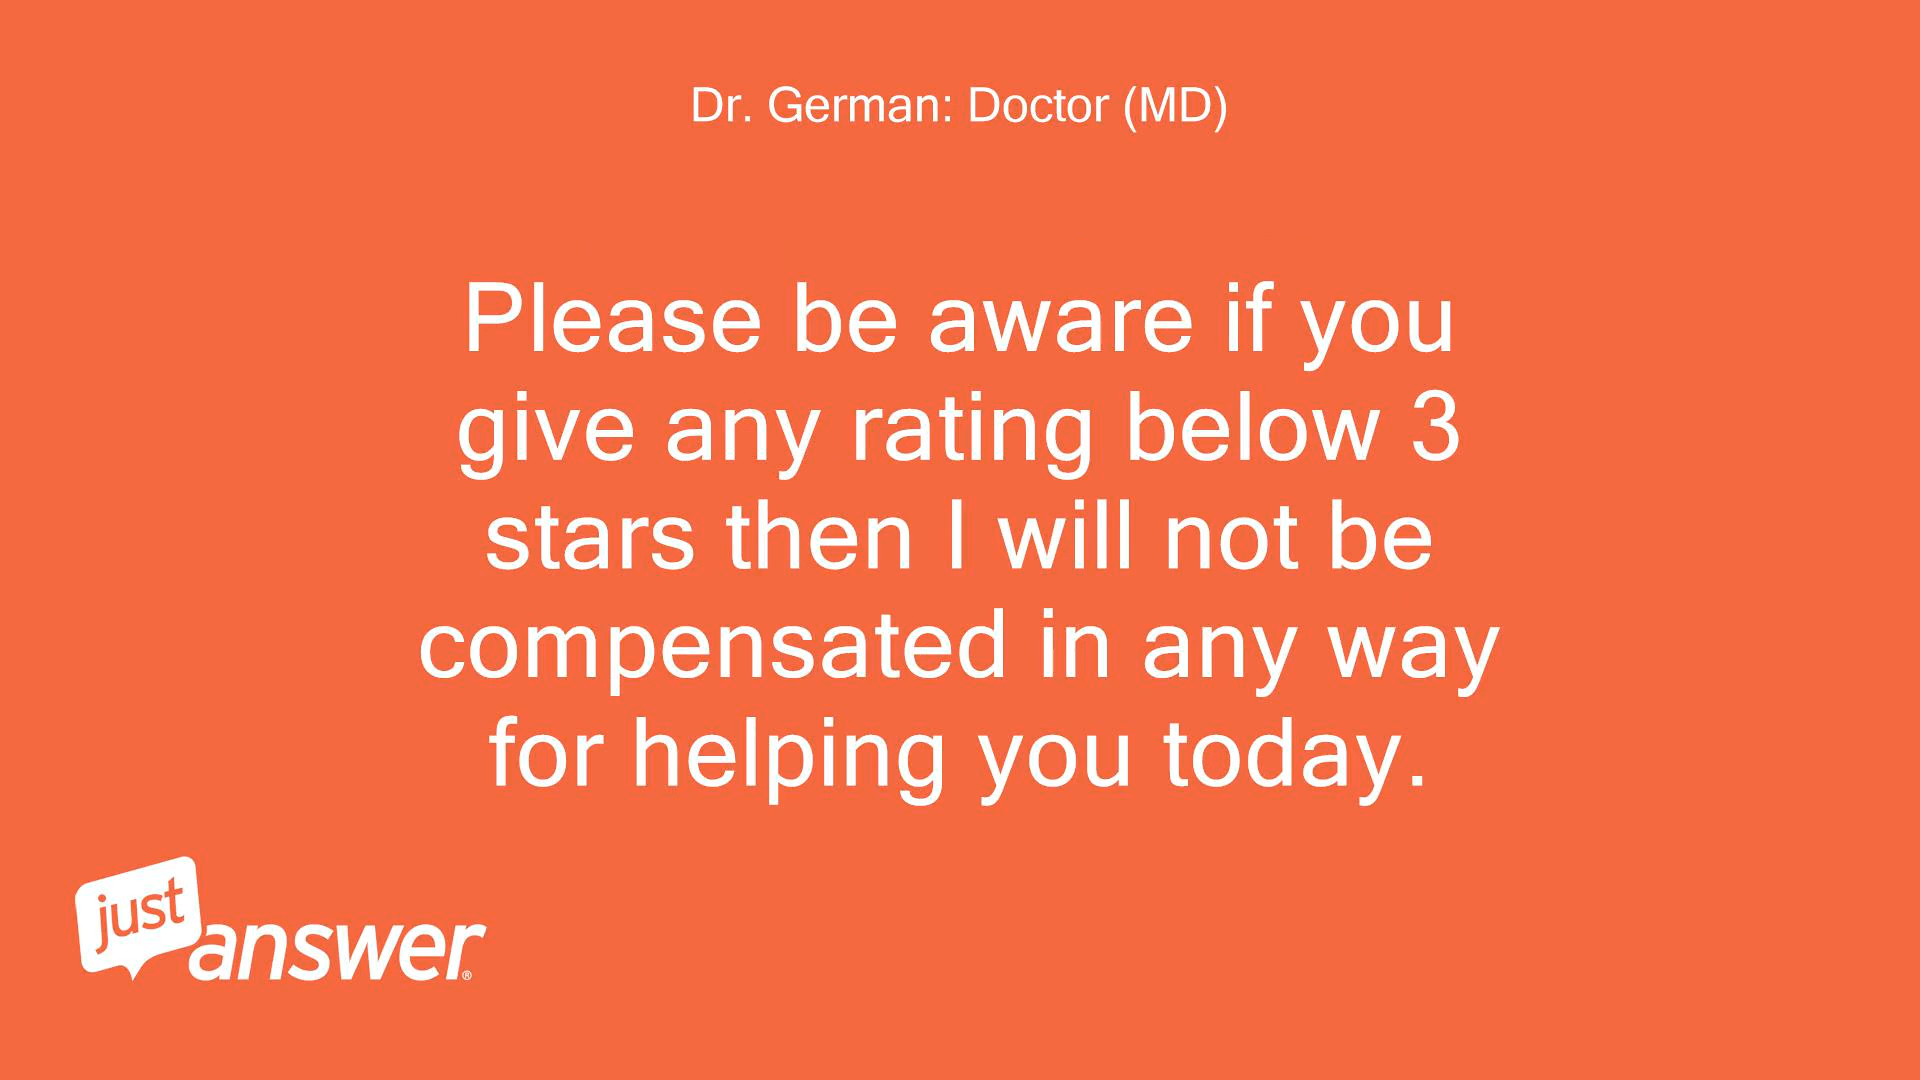 Dr. German: Doctor (MD)
Please be aware if you
give any rating below 3
stars then I will not be
compensated in any way
for helping you today.
just
answer®